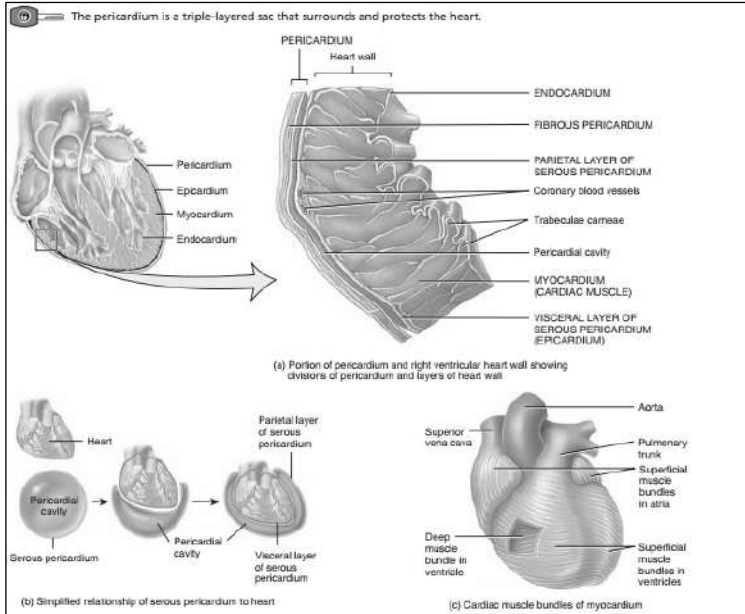 The pericardium is a triple-layered sac that surrounds and protects the heart.
PERICARDIUM
Heart wall
ENDOCARDIUM
FIBROUS PERICARDIUM
PARIETAL LAYER OF
SEROUS PERICARDIUM
Coronary blood vessels
Trabeculae carneae
Pericardial cavity
MYOCARDIUM
(CARDIAC MUSCLE)
VISCERAL LAYER OF
SEROUS PERICARDIUM
(EPICARDIUM)
Pericardium
Epicardium
Myocardium
Endocardium
(a) Portion of pericardium and right ventricular heart wall showing
divisions of pericardium and layers of heart wall
Heart
Pericardial
cavity
Serous pericardium
Pericardial
cavity
Parietal layer
of serous
pericardium
Visceral layer
of serous
pericardium
(b) Simplified relationship of serous pericardium to heart
Aorta
Superior
vena cava
Pulmonary
trunk
Superficial
muscle
bundles
in atria
Deep
muscle
bundle in
ventricle
Superficial
muscle
bundles in
ventricles
(c) Cardiac muscle bundles of myocardium